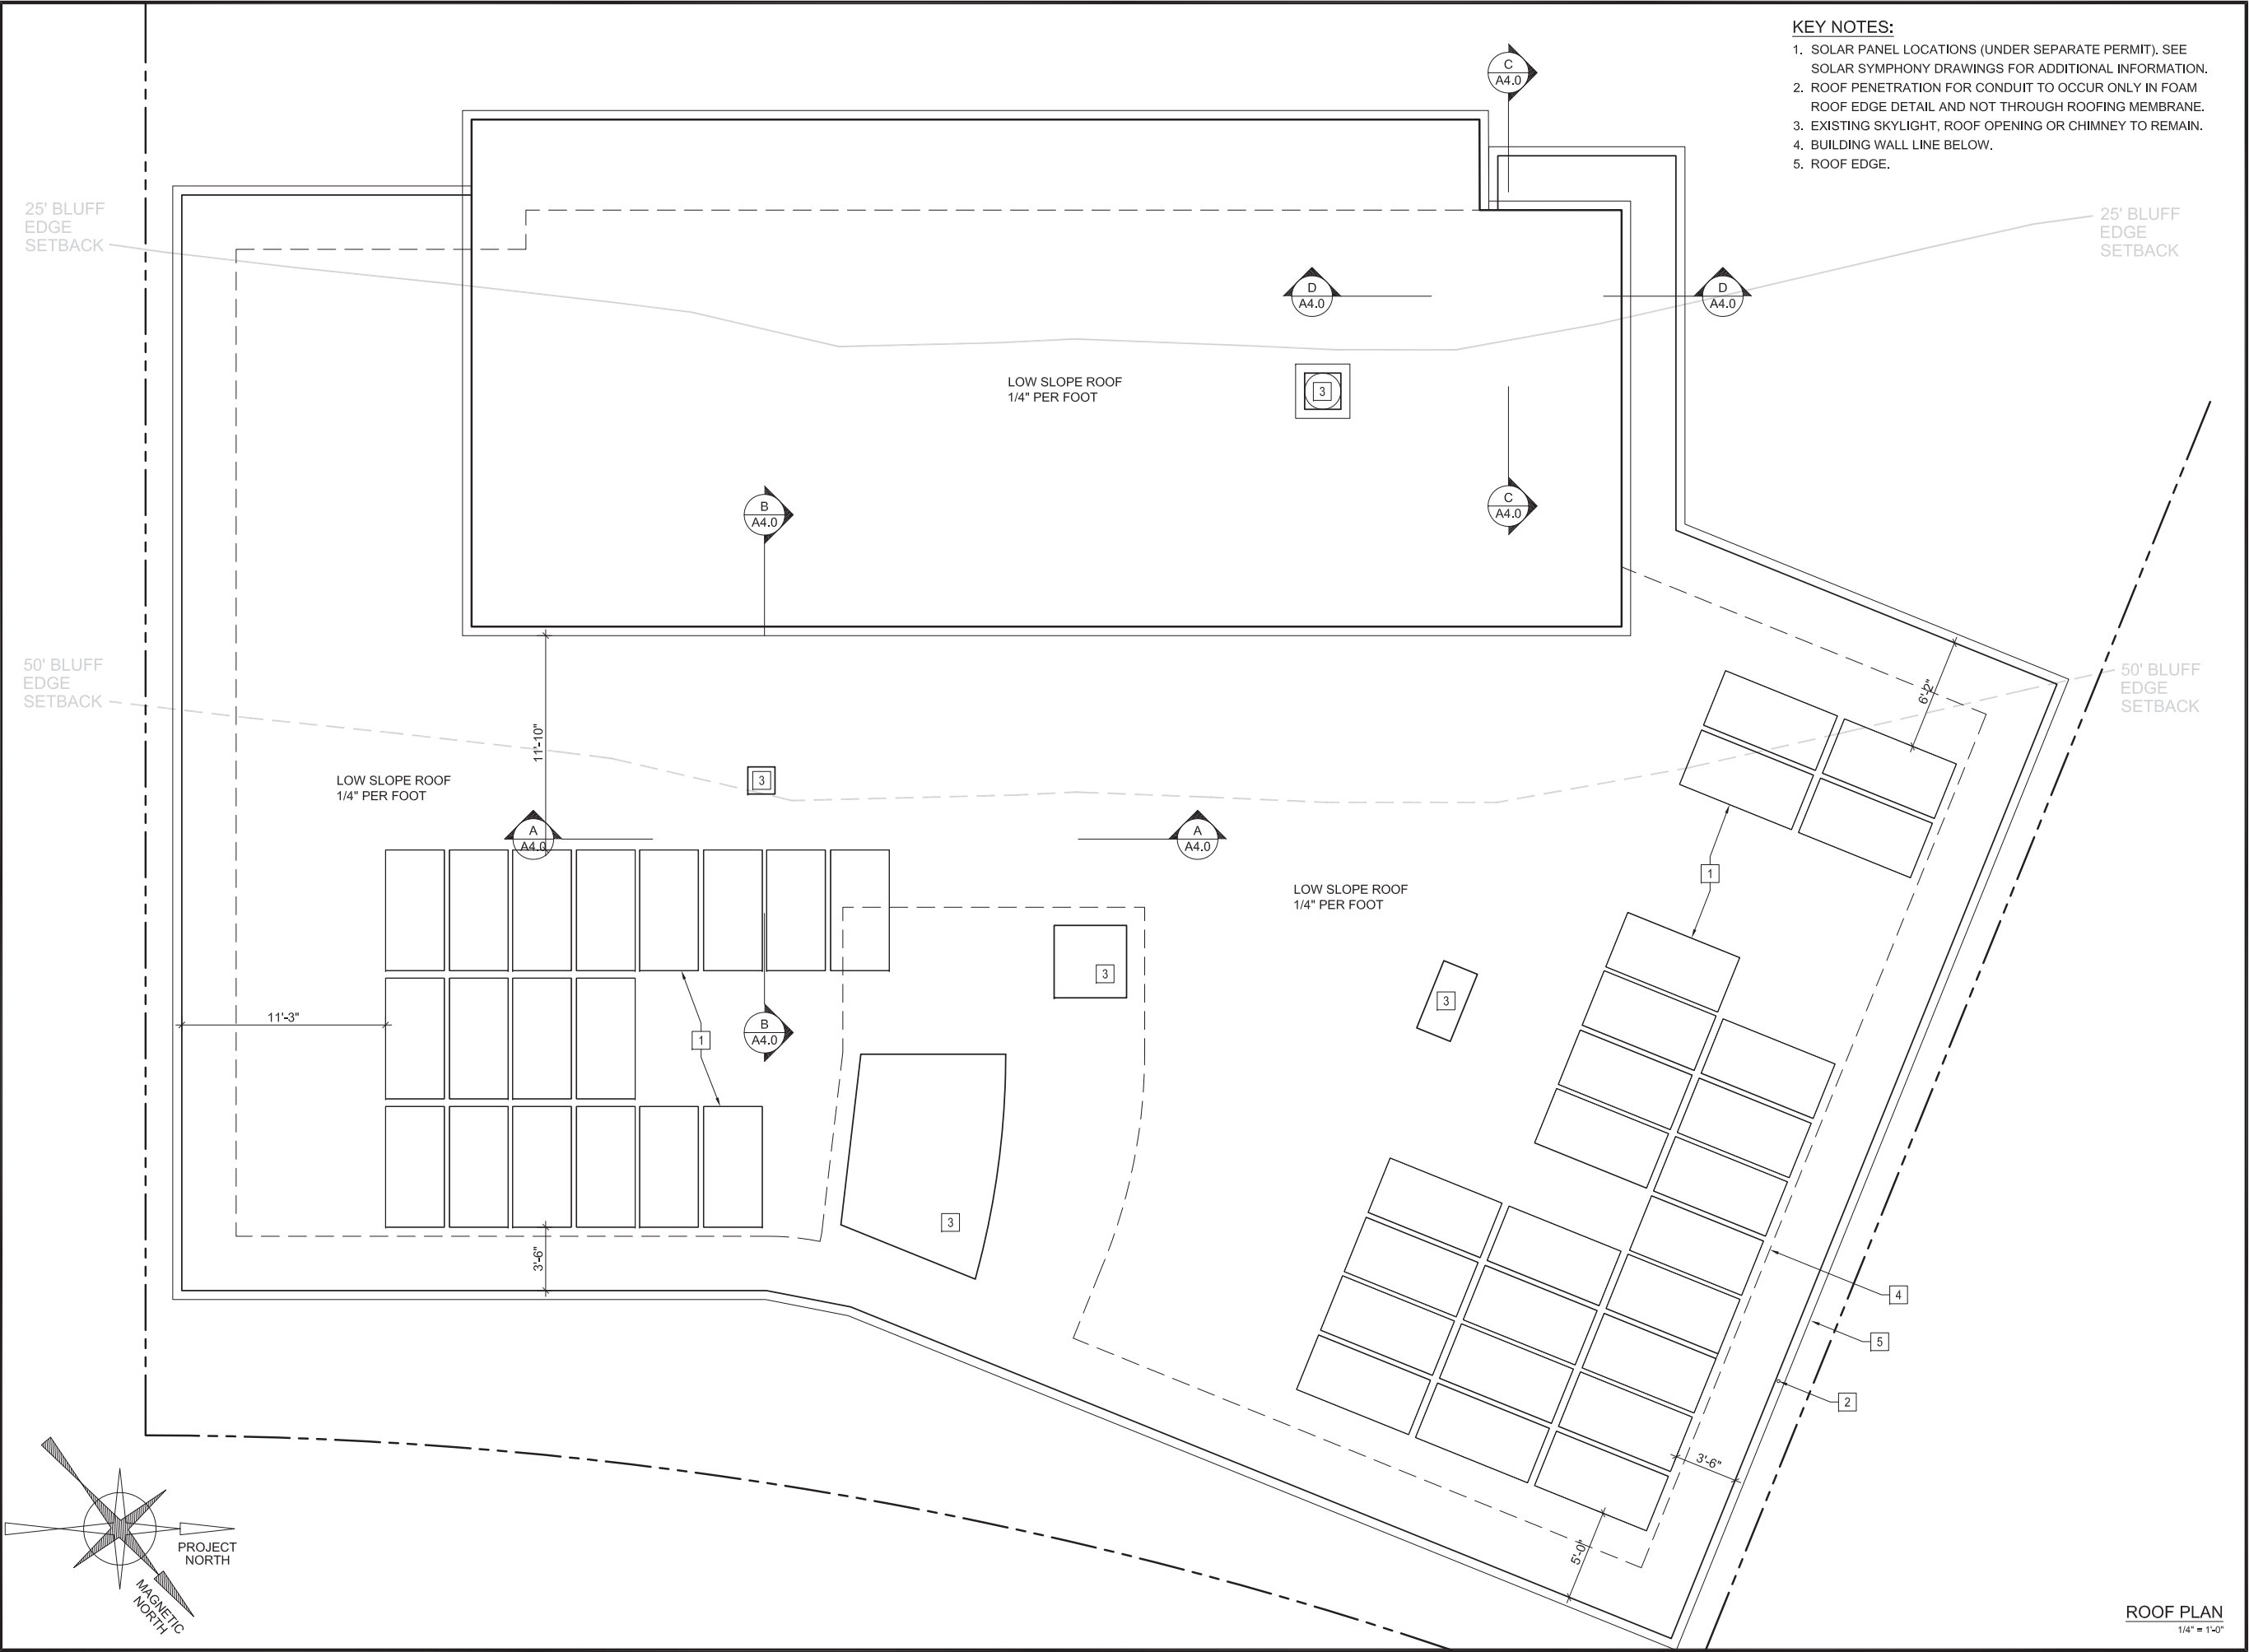 KEY NOTES:
1. SOLAR PANEL LOCATIONS (UNDER SEPARATE PERMIT). SEE
SOLAR SYMPHONY DRAWINGS FOR ADDITIONAL INFORMATION.
2. ROOF PENETRATION FOR CONDUIT TO OCCUR ONLY IN FOAM
ROOF EDGE DETAIL AND NOT THROUGH ROOFING MEMBRANE.
3. EXISTING SKYLIGHT, ROOF OPENING OR CHIMNEY TO REMAIN.
4. BUILDING WALL LINE BELOW.
5. ROOF EDGE.
C
A4.0
25' BLUFF
EDGE
SETBACK
25' BLUFF
EDGE
SETBACK
D
A4.0
D
A4.0
LOW SLOPE ROOF
1/4" PER FOOT
3
B
A4.0
C
A4.0
50' BLUFF
EDGE
SETBACK
50' BLUFF
EDGE
SETBACK
6'-2"
11'-10"
LOW SLOPE ROOF
1/4" PER FOOT
3
A
A4.0
A
A4.0
1
LOW SLOPE ROOF
1/4" PER FOOT
3
3
11'-3"
1
B
A4.0
3
3'-6"
4
5
2
3'-6"
5'-0"
PROJECT
NORTH
MAGNETIC
NORTH
ROOF PLAN
1/4" = 1'-0"